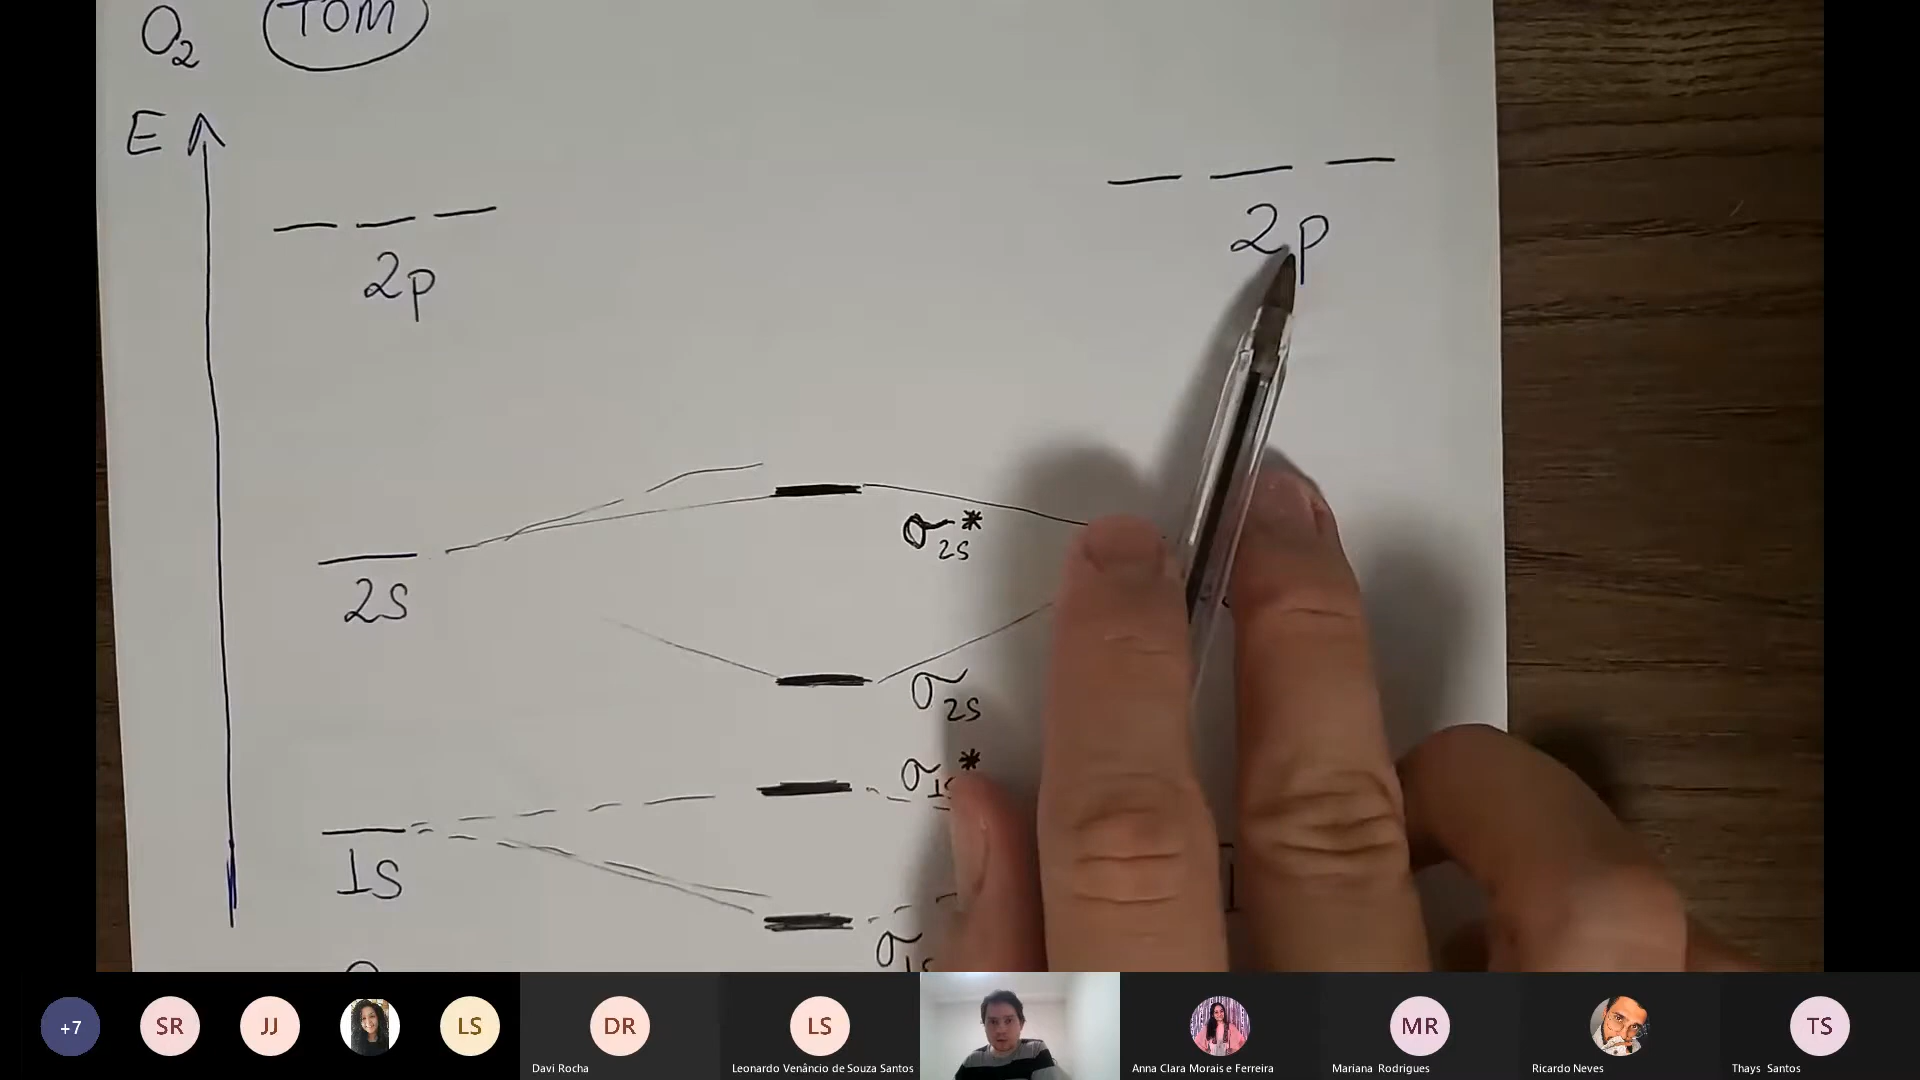 O2 TOM
E
2p 2p
σ*2s
2s
σ2s
σ1s*
1s
σ1s
+7 SR JJ LS DR LS MR TS
Davi Rocha Leonardo Venâncio de Souza Santos Anna Clara Morais e Ferreira Mariana Rodrigues Ricardo Neves Thays Santos